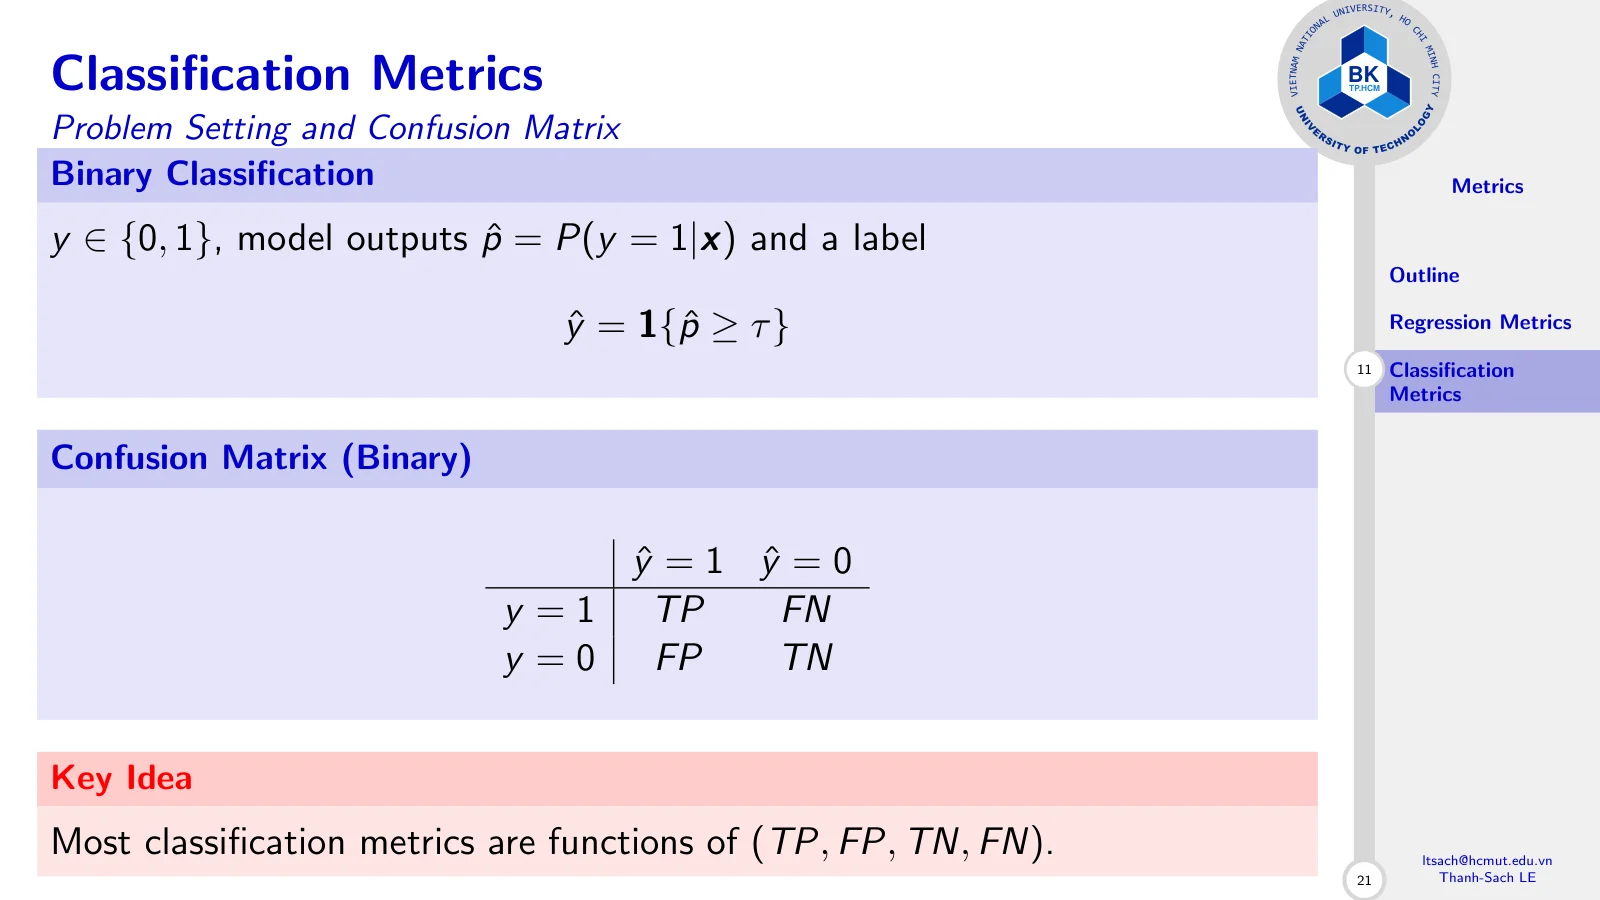 Classification Metrics
Problem Setting and Confusion Matrix
Binary Classification
y ∈ {0, 1}, model outputs p̂ = P(y = 1|x) and a label
ŷ = 1{p̂ ≥ τ}
Confusion Matrix (Binary)
ŷ = 1 ŷ = 0
y = 1 TP FN
y = 0 FP TN
Key Idea
Most classification metrics are functions of (TP, FP, TN, FN).
VIETNAM NATIONAL UNIVERSITY, HO CHI MINH CITY
BK
TP.HCM
UNIVERSITY OF TECHNOLOGY
Metrics
Outline
Regression Metrics
11
Classification
Metrics
ltsach@hcmut.edu.vn
Thanh-Sach LE
21